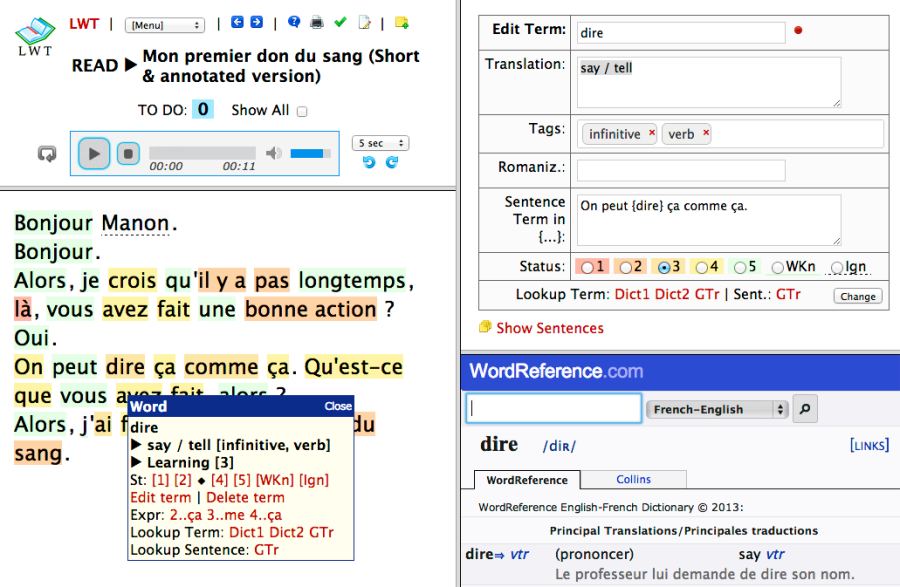 LWT
LWT | [Menu] | | ? |
READ ▶ Mon premier don du sang (Short
& annotated version)
TO DO: 0 Show All
00:00 00:11
5 sec
Bonjour Manon.
Bonjour.
Alors, je crois qu'il y a pas longtemps,
là, vous avez fait une bonne action ?
Oui.
On peut dire ça comme ça. Qu'est-ce
que vous avez fait, alors ?
Alors, j'ai du
sang.
Word Close
dire
▶ say / tell [infinitive, verb]
▶ Learning [3]
St: [1] [2] ◆ [4] [5] [WKn] [Ign]
Edit term | Delete term
Expr: 2..ça 3..me 4..ça
Lookup Term: Dict1 Dict2 GTr
Lookup Sentence: GTr
Edit Term: dire
Translation: say / tell
Tags: infinitive × verb ×
Romaniz.:
Sentence
Term in
{...}:
On peut {dire} ça comme ça.
Status: 1 2 3 4 5 WKn Ign
Lookup Term: Dict1 Dict2 GTr | Sent.: GTr Change
Show Sentences
WordReference.com
French-English
dire /diʀ/ [LINKS]
WordReference Collins
WordReference English-French Dictionary © 2013:
Principal Translations/Principales traductions
dire⇒ vtr (prononcer) say vtr
Le professeur lui demande de dire son nom.